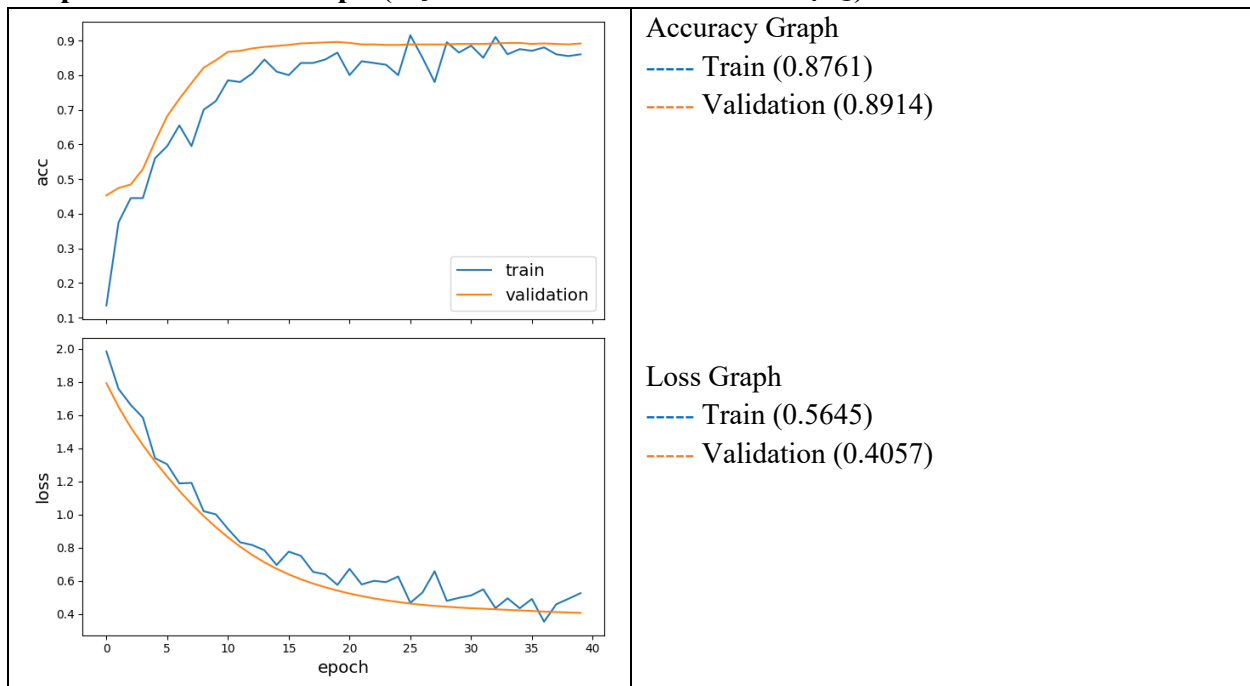 Accuracy Graph
----- Train (0.8761)
----- Validation (0.8914)
acc
0.9
0.8
0.7
0.6
0.5
0.4
0.3
0.2
0.1
train
validation
Loss Graph
----- Train (0.5645)
----- Validation (0.4057)
loss
2.0
1.8
1.6
1.4
1.2
1.0
0.8
0.6
0.4
0 5 10 15 20 25 30 35 40
epoch